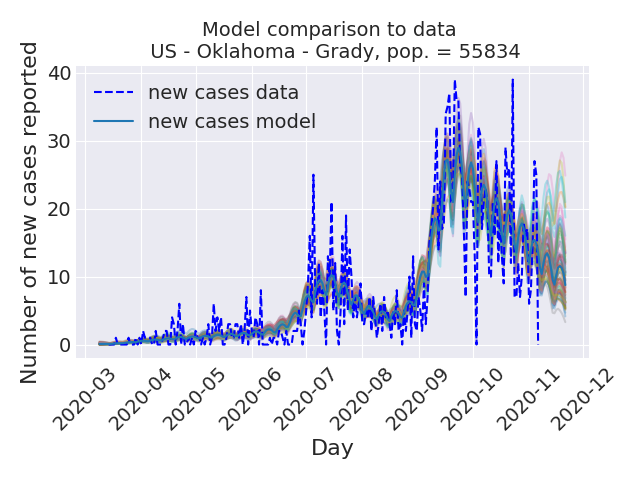 Model comparison to data
US - Oklahoma - Grady, pop. = 55834
Number of new cases reported
40
30
20
10
0
new cases data
new cases model
2020-03
2020-04
2020-05
2020-06
2020-07
2020-08
2020-09
2020-10
2020-11
2020-12
Day